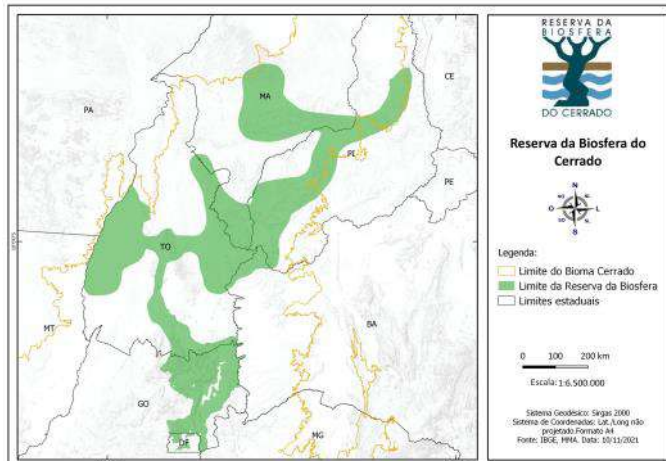 PA
MA
CE
PI
PE
TO
MT
BA
GO
DF
MG
RESERVA DA
BIOSFERA
DO CERRADO
Reserva da Biosfera do
Cerrado
N
O
L
S
Legenda:
Limite do Bioma Cerrado
Limite da Reserva da Biosfera
Limites estaduais
0 100 200 km
Escala: 1:6.500.000
Sistema Geodésico: Sirgas 2000
Sistema de Coordenadas: Lat./Long não
projetado.Formato A4
Fonte: IBGE, MMA. Data: 10/11/2021